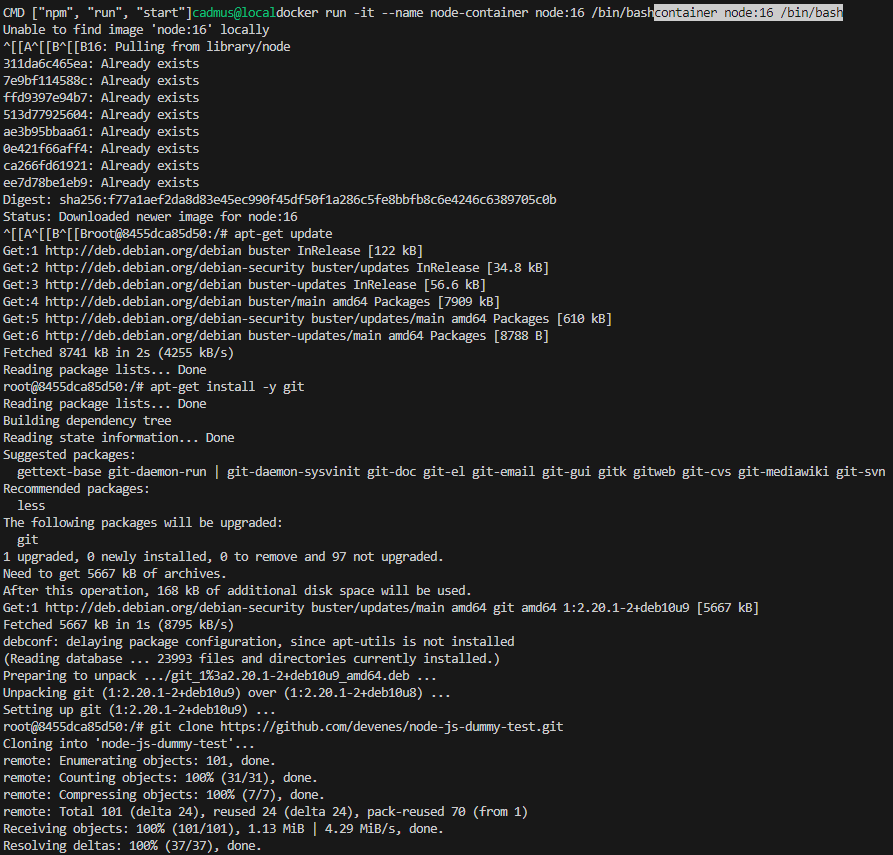 CMD ["npm", "run", "start"]cadmus@localdocker run -it --name node-container node:16 /bin/bashcontainer node:16 /bin/bash
Unable to find image 'node:16' locally
^[[A^[[B^[[B16: Pulling from library/node
311da6c465ea: Already exists
7e9bf114588c: Already exists
ffd9397e94b7: Already exists
513d77925604: Already exists
ae3b95bbaa61: Already exists
0e421f66aff4: Already exists
ca266fd61921: Already exists
ee7d78be1eb9: Already exists
Digest: sha256:f77a1aef2da8d83e45ec990f45df50f1a286c5fe8bbfb8c6e4246c6389705c0b
Status: Downloaded newer image for node:16
^[[A^[[B^[[Broot@8455dca85d50:/# apt-get update
Get:1 http://deb.debian.org/debian buster InRelease [122 kB]
Get:2 http://deb.debian.org/debian-security buster/updates InRelease [34.8 kB]
Get:3 http://deb.debian.org/debian buster-updates InRelease [56.6 kB]
Get:4 http://deb.debian.org/debian buster/main amd64 Packages [7909 kB]
Get:5 http://deb.debian.org/debian-security buster/updates/main amd64 Packages [610 kB]
Get:6 http://deb.debian.org/debian buster-updates/main amd64 Packages [8788 B]
Fetched 8741 kB in 2s (4255 kB/s)
Reading package lists... Done
root@8455dca85d50:/# apt-get install -y git
Reading package lists... Done
Building dependency tree
Reading state information... Done
Suggested packages:
  gettext-base git-daemon-run | git-daemon-sysvinit git-doc git-el git-email git-gui gitk gitweb git-cvs git-mediawiki git-svn
Recommended packages:
  less
The following packages will be upgraded:
  git
1 upgraded, 0 newly installed, 0 to remove and 97 not upgraded.
Need to get 5667 kB of archives.
After this operation, 168 kB of additional disk space will be used.
Get:1 http://deb.debian.org/debian-security buster/updates/main amd64 git amd64 1:2.20.1-2+deb10u9 [5667 kB]
Fetched 5667 kB in 1s (8795 kB/s)
debconf: delaying package configuration, since apt-utils is not installed
(Reading database ... 23993 files and directories currently installed.)
Preparing to unpack .../git_1%3a2.20.1-2+deb10u9_amd64.deb ...
Unpacking git (1:2.20.1-2+deb10u9) over (1:2.20.1-2+deb10u8) ...
Setting up git (1:2.20.1-2+deb10u9) ...
root@8455dca85d50:/# git clone https://github.com/devenes/node-js-dummy-test.git
Cloning into 'node-js-dummy-test'...
remote: Enumerating objects: 101, done.
remote: Counting objects: 100% (31/31), done.
remote: Compressing objects: 100% (7/7), done.
remote: Total 101 (delta 24), reused 24 (delta 24), pack-reused 70 (from 1)
Receiving objects: 100% (101/101), 1.13 MiB | 4.29 MiB/s, done.
Resolving deltas: 100% (37/37), done.